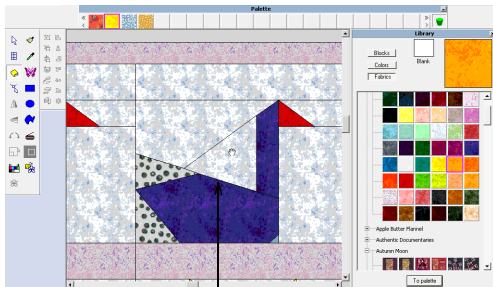 Palette
Library
Blocks
Colors
Fabrics
Blank
Apple Butter Flannel
Authentic Documentaries
Autumn Moon
To palette